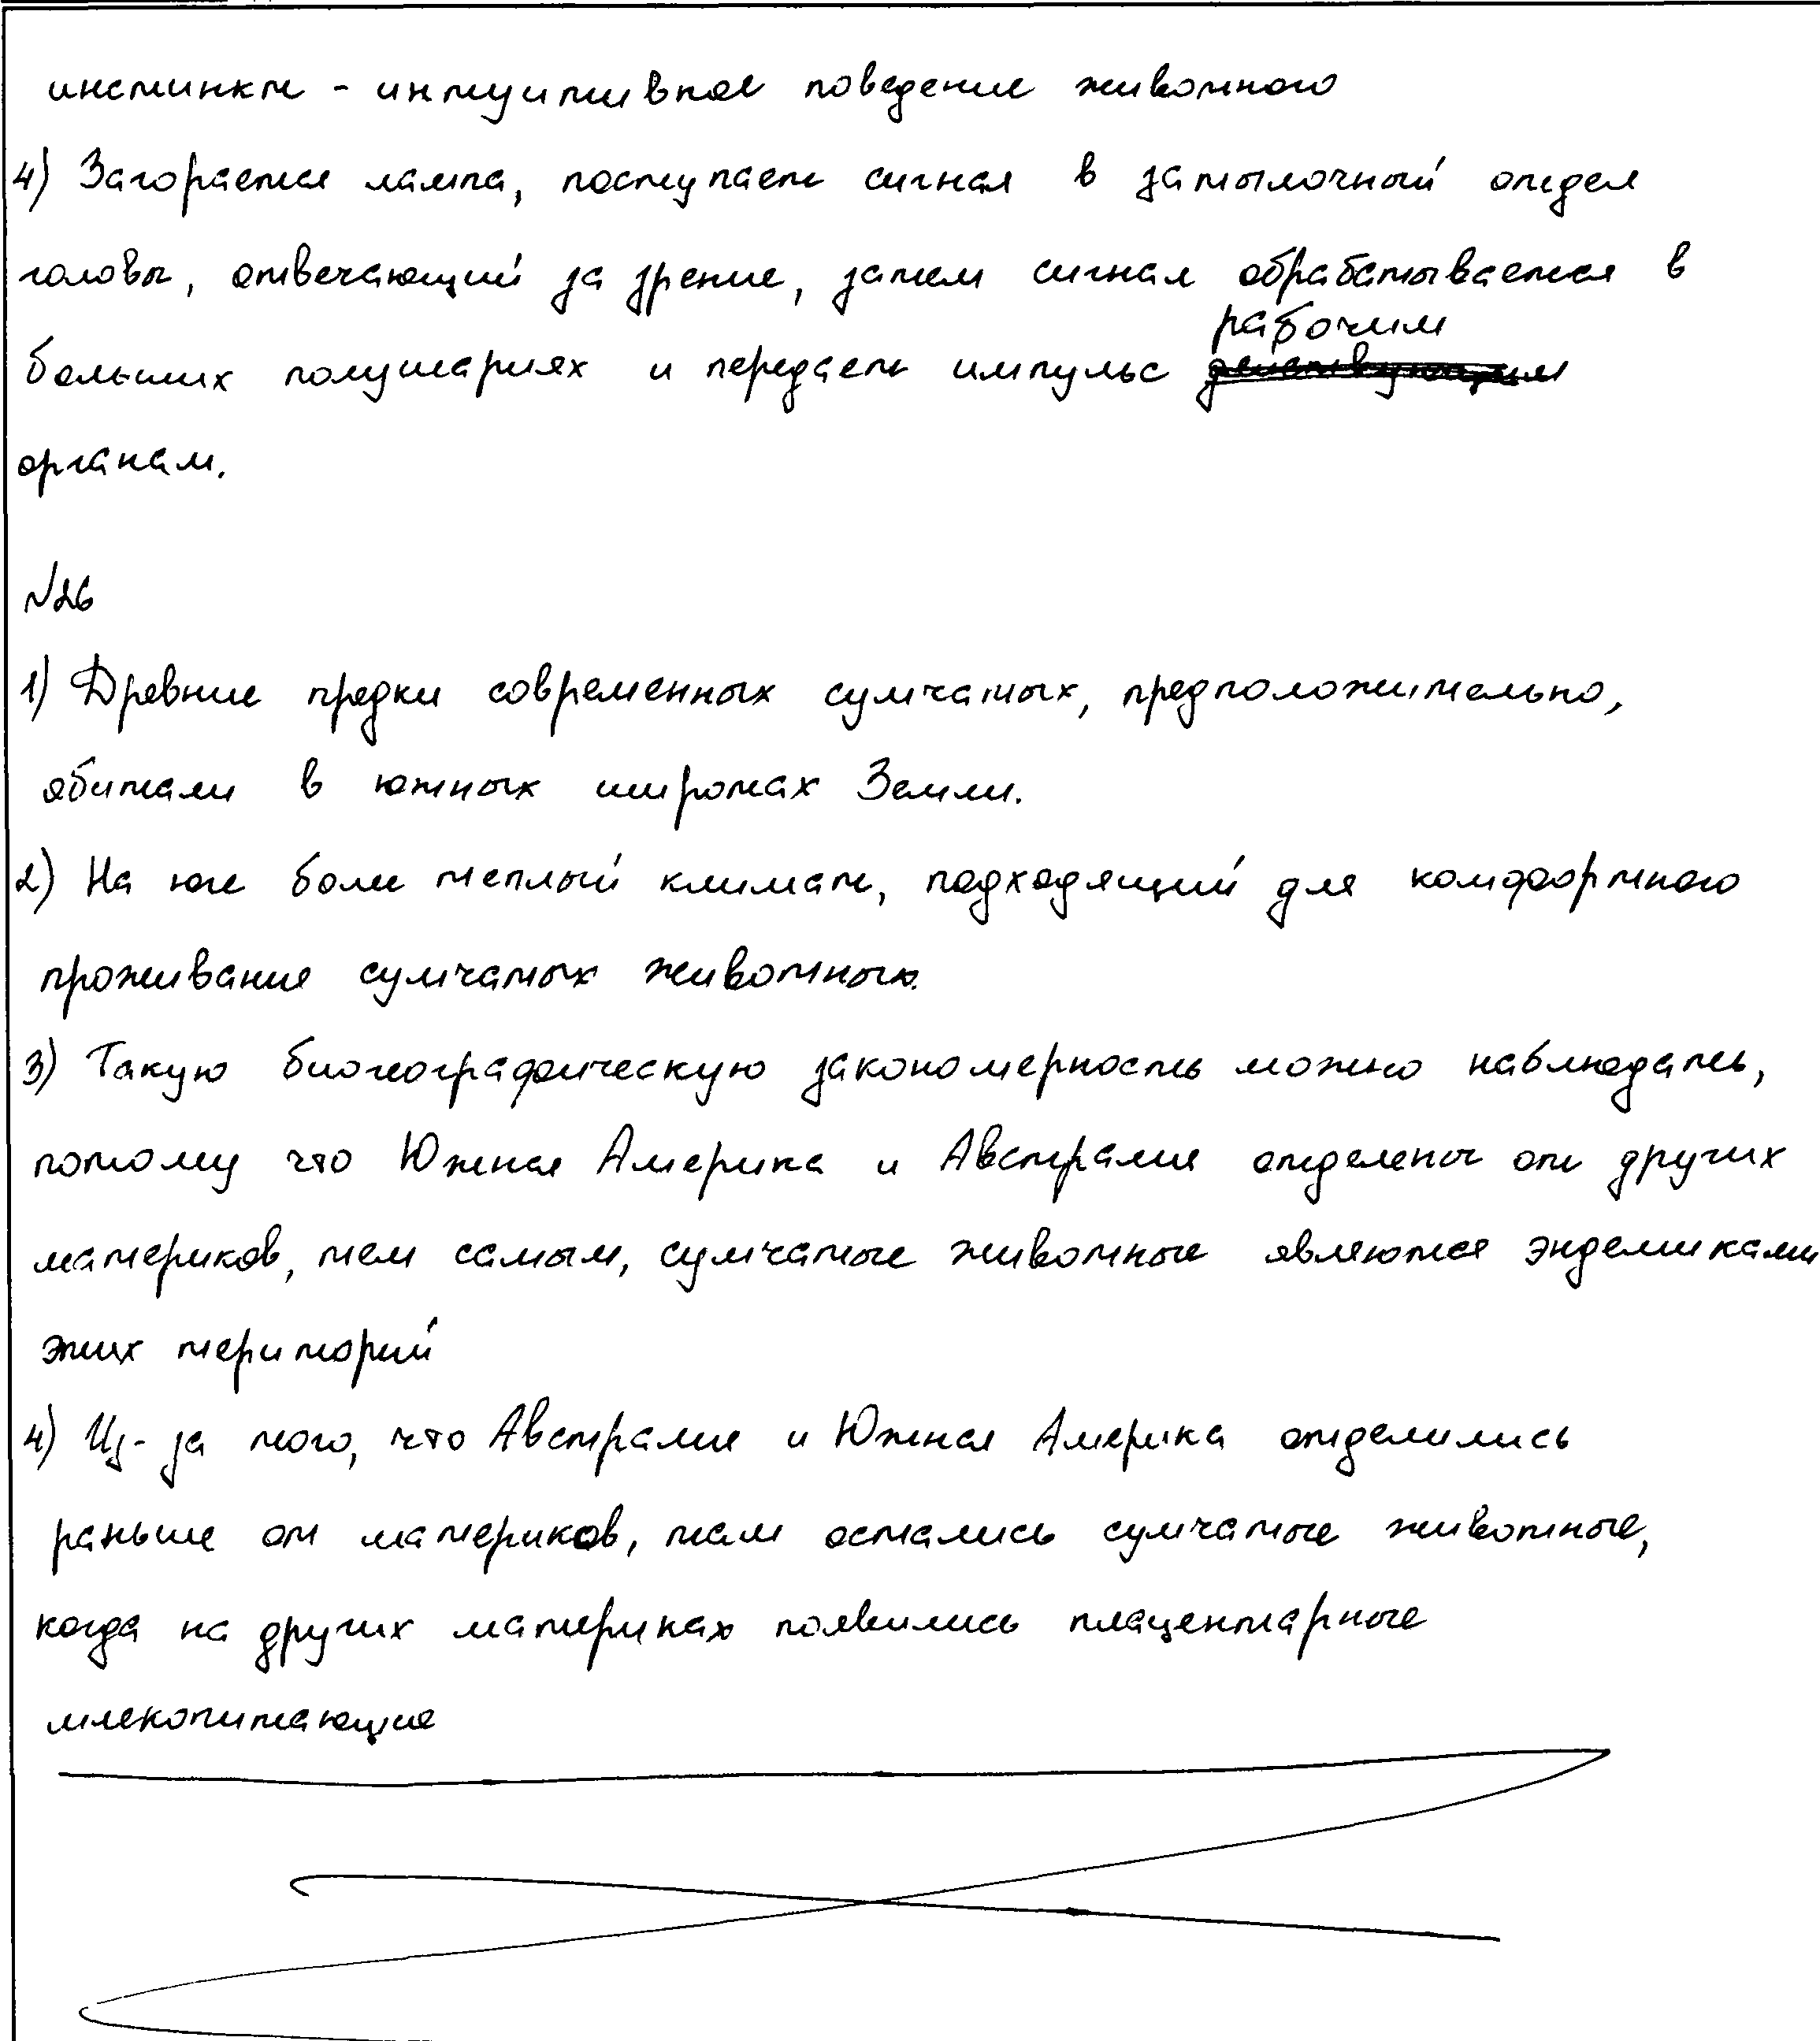 инстинкт - интуитивное поведение животного
4) Загорается лампа, поступает сигнал в затылочный отдел
головы, отвечающий за зрение, затем сигнал обрабатывается в
рабочим
больших полушариях и передаёт импульс
органам.
№26
1) Древние предки современных сумчатых, предположительно,
обитали в южных широтах Земли.
2) На юге боле теплый климат, подходящий для комфортного
проживания сумчатых животных.
3) Такую биогеографическую закономерность можно наблюдать,
потому что Южная Америка и Австралия отделены от других
материков, тем самым, сумчатые животные являются эндемиками
этих територий
4) Из-за того, что Австралия и Южная Америка отделились
раньше от материков, там остались сумчатые животные,
когда на других материках появились плацентарные
млекопитающие